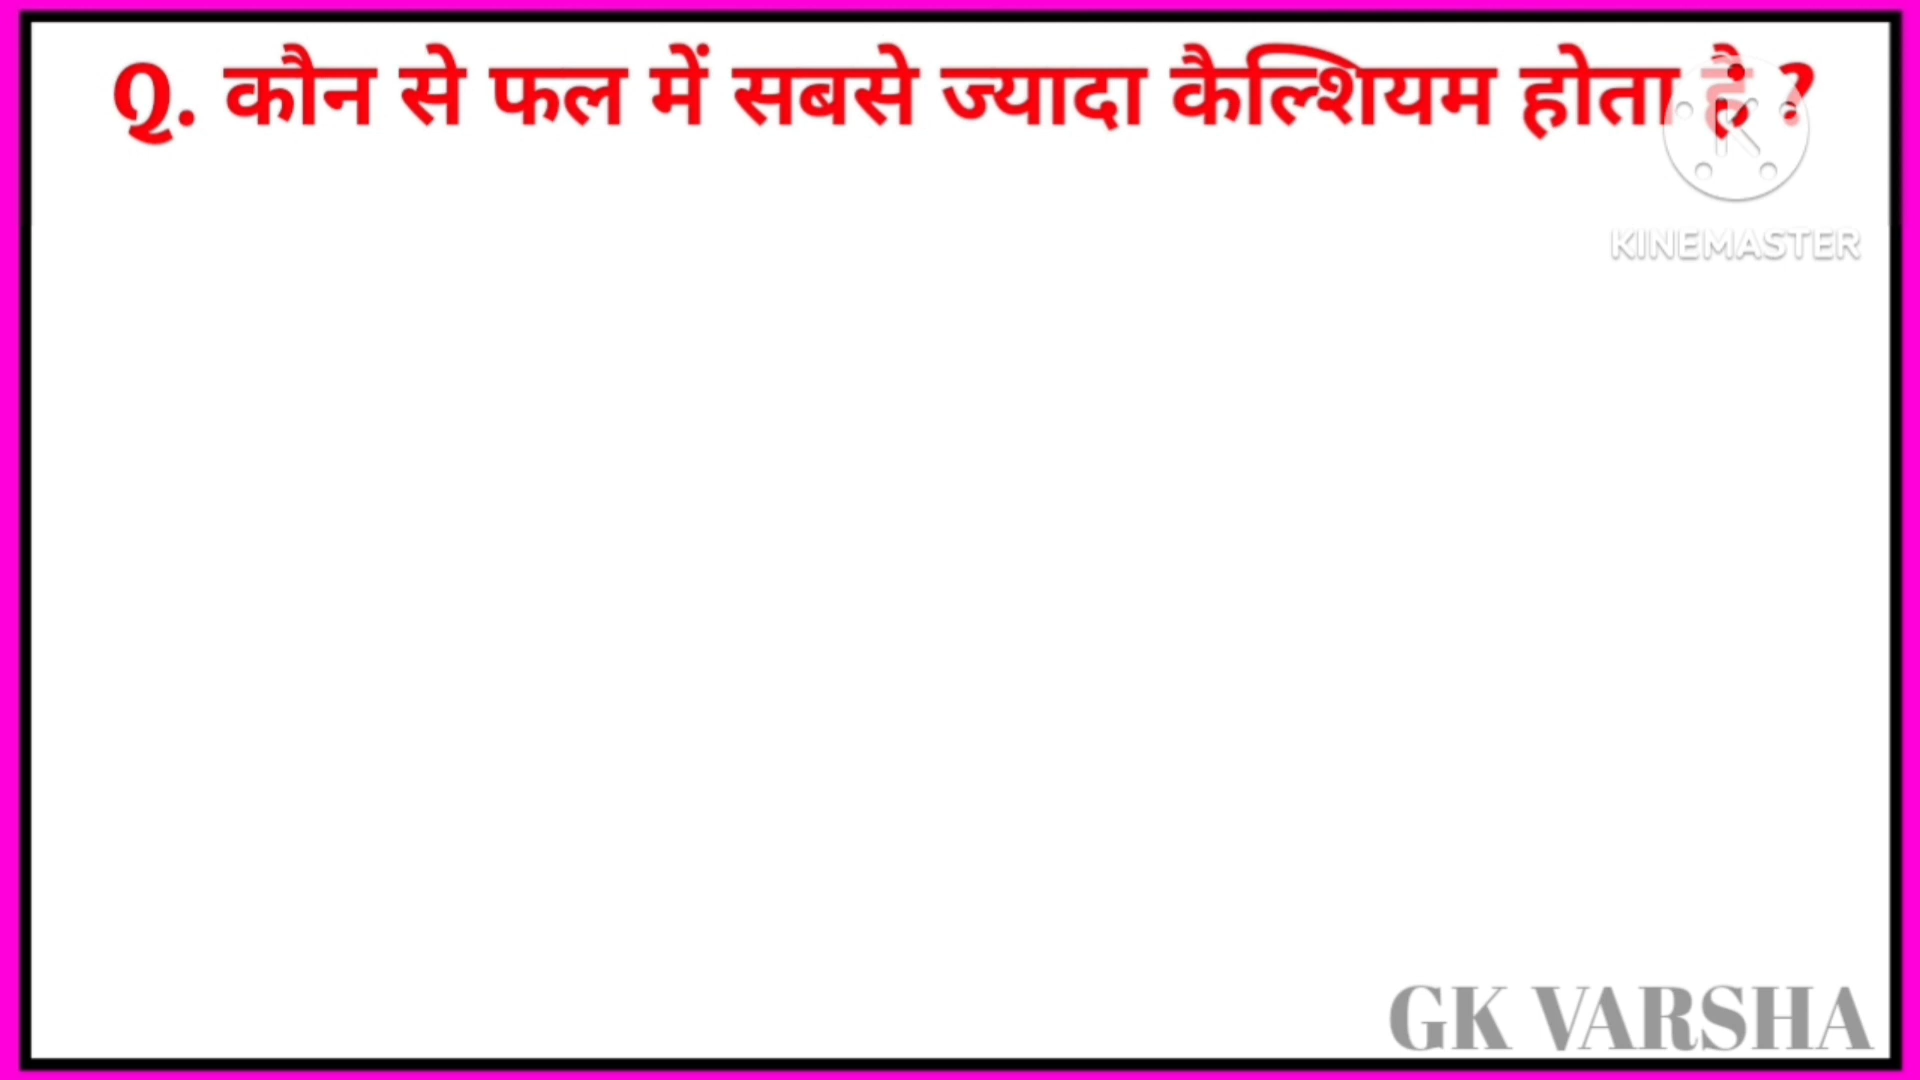 Q. कौन से फल में सबसे ज्यादा कैल्शियम होता है ?
KINEMASTER
GK VARSHA